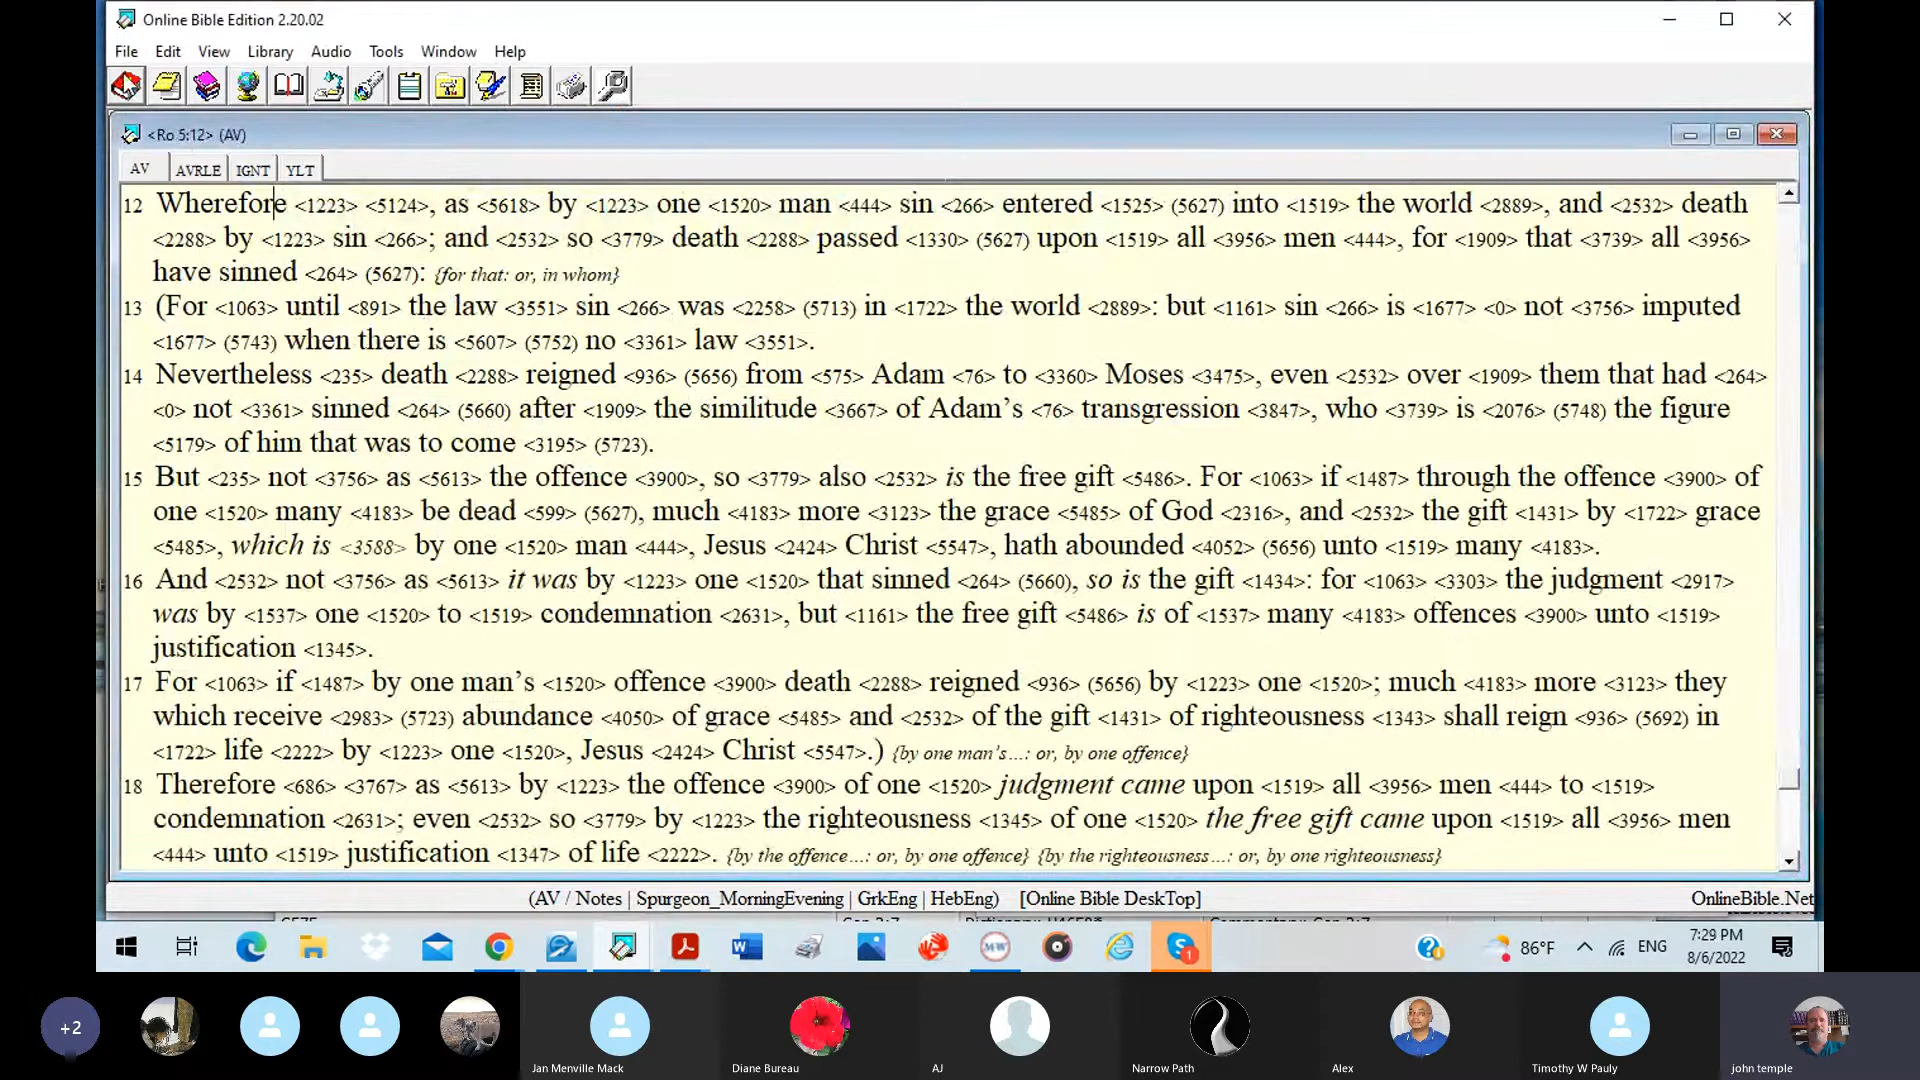 Online Bible Edition 2.20.02
File Edit View Library Audio Tools Window Help
<Ro 5:12> (AV)
AV AVRLE IGNT YLT
12 Wherefore <1223> <5124>, as <5618> by <1223> one <1520> man <444> sin <266> entered <1525> (5627) into <1519> the world <2889>, and <2532> death
<2288> by <1223> sin <266>; and <2532> so <3779> death <2288> passed <1330> (5627) upon <1519> all <3956> men <444>, for <1909> that <3739> all <3956>
have sinned <264> (5627): {for that: or, in whom}
13 (For <1063> until <891> the law <3551> sin <266> was <2258> (5713) in <1722> the world <2889>: but <1161> sin <266> is <1677> <0> not <3756> imputed
<1677> (5743) when there is <5607> (5752) no <3361> law <3551>.
14 Nevertheless <235> death <2288> reigned <936> (5656) from <575> Adam <76> to <3360> Moses <3475>, even <2532> over <1909> them that had <264>
<0> not <3361> sinned <264> (5660) after <1909> the similitude <3667> of Adam’s <76> transgression <3847>, who <3739> is <2076> (5748) the figure
<5179> of him that was to come <3195> (5723).
15 But <235> not <3756> as <5613> the offence <3900>, so <3779> also <2532> is the free gift <5486>. For <1063> if <1487> through the offence <3900> of
one <1520> many <4183> be dead <599> (5627), much <4183> more <3123> the grace <5485> of God <2316>, and <2532> the gift <1431> by <1722> grace
<5485>, which is <3588> by one <1520> man <444>, Jesus <2424> Christ <5547>, hath abounded <4052> (5656) unto <1519> many <4183>.
16 And <2532> not <3756> as <5613> it was by <1223> one <1520> that sinned <264> (5660), so is the gift <1434>: for <1063> <3303> the judgment <2917>
was by <1537> one <1520> to <1519> condemnation <2631>, but <1161> the free gift <5486> is of <1537> many <4183> offences <3900> unto <1519>
justification <1345>.
17 For <1063> if <1487> by one man’s <1520> offence <3900> death <2288> reigned <936> (5656) by <1223> one <1520>; much <4183> more <3123> they
which receive <2983> (5723) abundance <4050> of grace <5485> and <2532> of the gift <1431> of righteousness <1343> shall reign <936> (5692) in
<1722> life <2222> by <1223> one <1520>, Jesus <2424> Christ <5547>.) {by one man’s...: or, by one offence}
18 Therefore <686> <3767> as <5613> by <1223> the offence <3900> of one <1520> judgment came upon <1519> all <3956> men <444> to <1519>
condemnation <2631>; even <2532> so <3779> by <1223> the righteousness <1345> of one <1520> the free gift came upon <1519> all <3956> men
<444> unto <1519> justification <1347> of life <2222>. {by the offence...: or, by one offence} {by the righteousness...: or, by one righteousness}
(AV / Notes | Spurgeon_MorningEvening | GrkEng | HebEng) [Online Bible DeskTop] OnlineBible.Net
86°F ENG 7:29 PM
8/6/2022
+2
Jan Menville Mack Diane Bureau AJ Narrow Path Alex Timothy W Pauly john temple